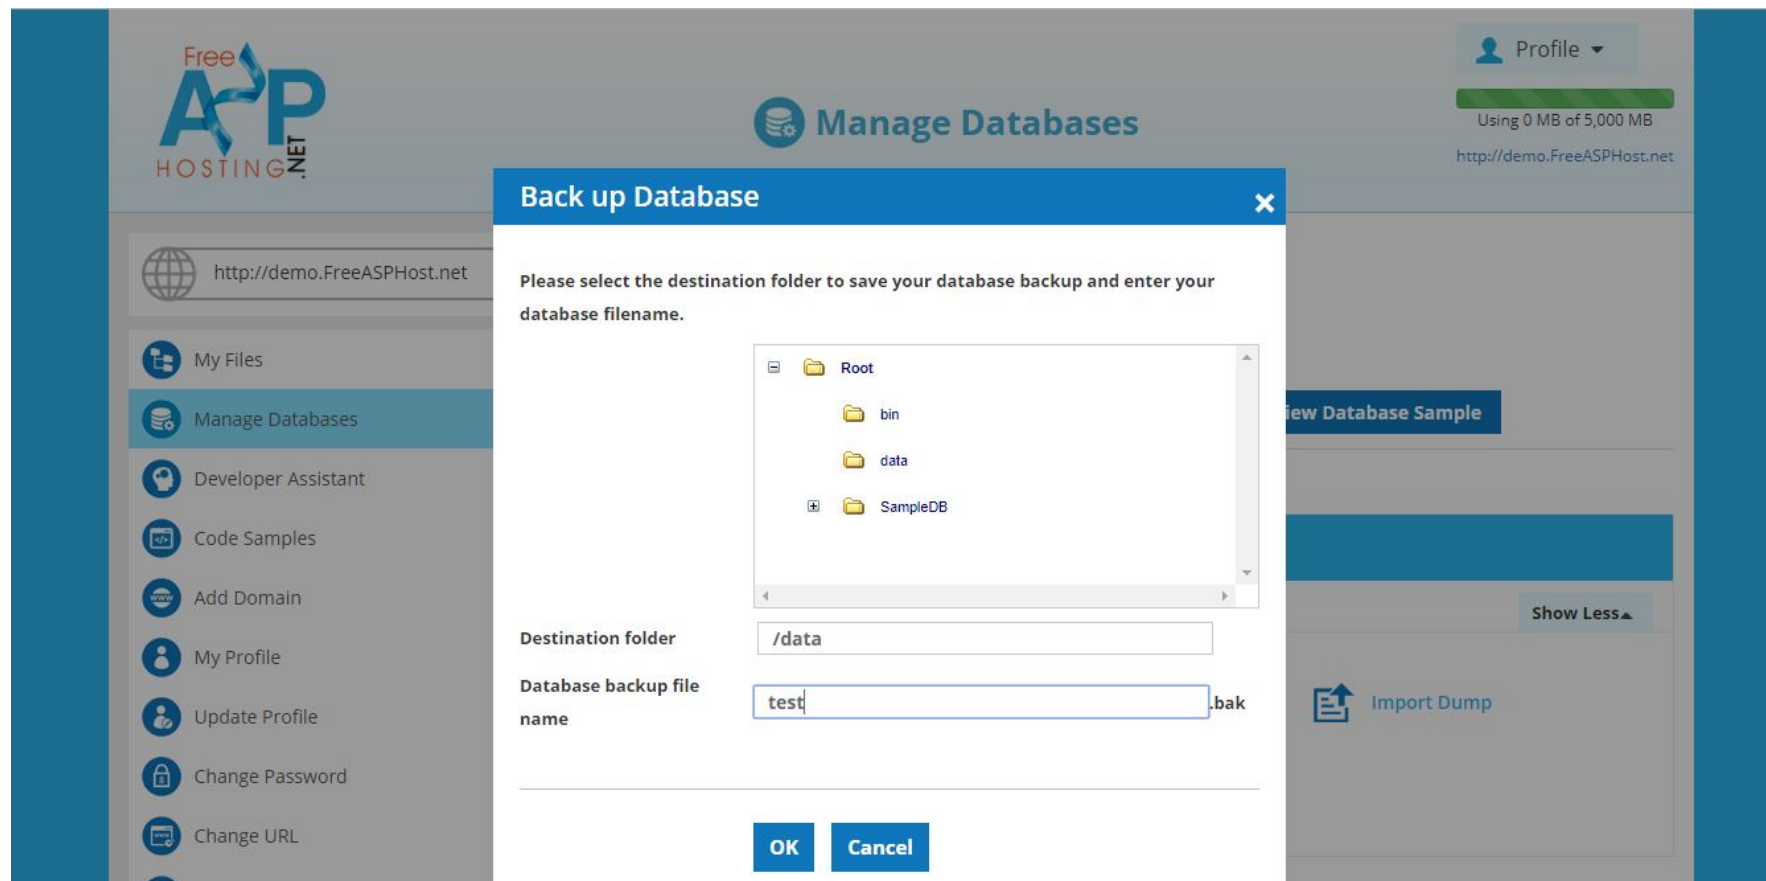 Free
ASP
HOSTING
.NET
Manage Databases
Profile
Using 0 MB of 5,000 MB
http://demo.FreeASPHost.net
Back up Database
http://demo.FreeASPHost.net
Please select the destination folder to save your database backup and enter your
database filename.
My Files
Manage Databases
Developer Assistant
Code Samples
Add Domain
My Profile
Update Profile
Change Password
Change URL
Root
bin
data
SampleDB
Destination folder
/data
Database backup file
name
test
.bak
OK
Cancel
iew Database Sample
Show Less
Import Dump